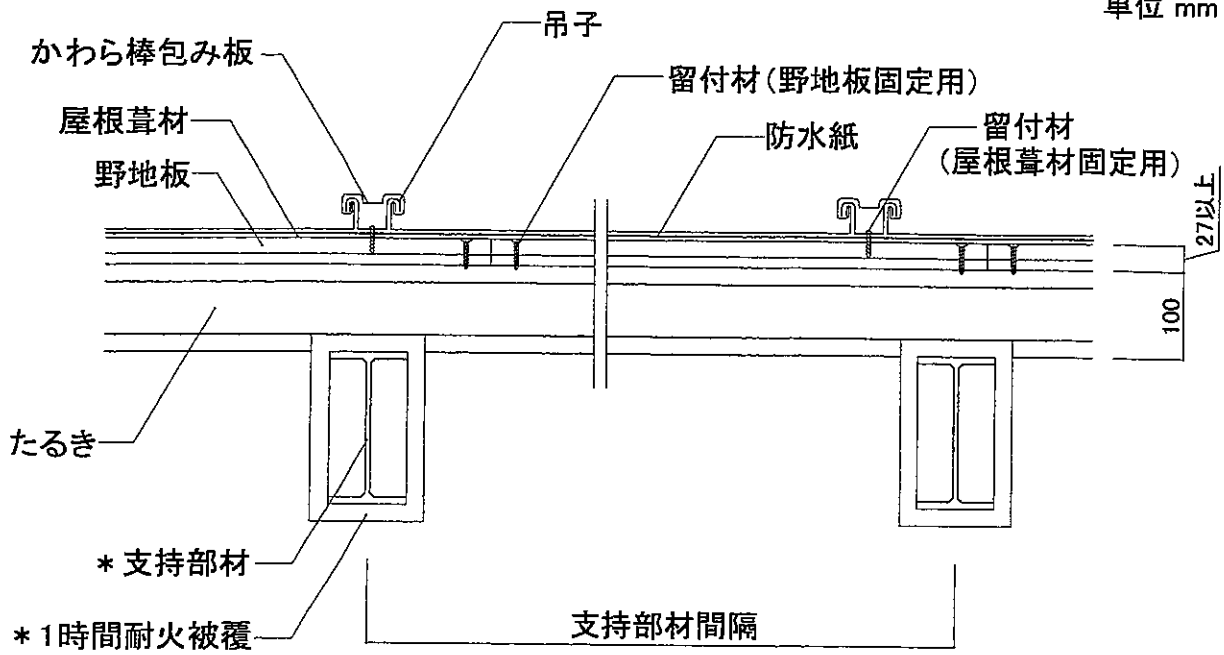 単位 mm
吊子
かわら棒包み板
留付材(野地板固定用)
屋根葺材
防水紙
留付材
(屋根葺材固定用)
野地板
27以上
100
たるき
＊支持部材
＊1時間耐火被覆
支持部材間隔